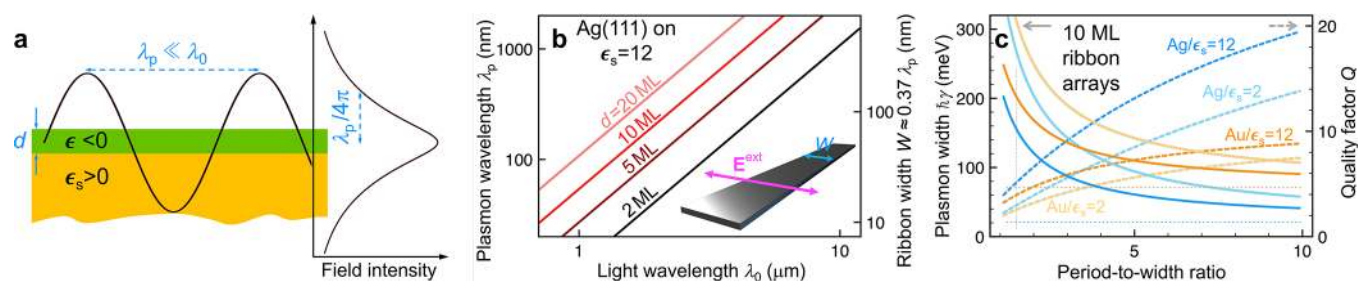 a
λp ≪ λ0
d
ϵ <0
ϵs>0
λp/4π
Field intensity
b
Ag(111) on
ϵs=12
d=20 ML
10 ML
5 ML
2 ML
W
E^ext
Plasmon wavelength λp (nm)
1000
100
1
10
Light wavelength λ0 (μm)
100
10
Ribbon width W ≈ 0.37 λp (nm)
c
10 ML
ribbon
arrays
Ag/ϵs=12
Ag/ϵs=2
Au/ϵs=12
Au/ϵs=2
Plasmon width ħγ (meV)
300
200
100
0
5
10
Period-to-width ratio
20
10
0
Quality factor Q